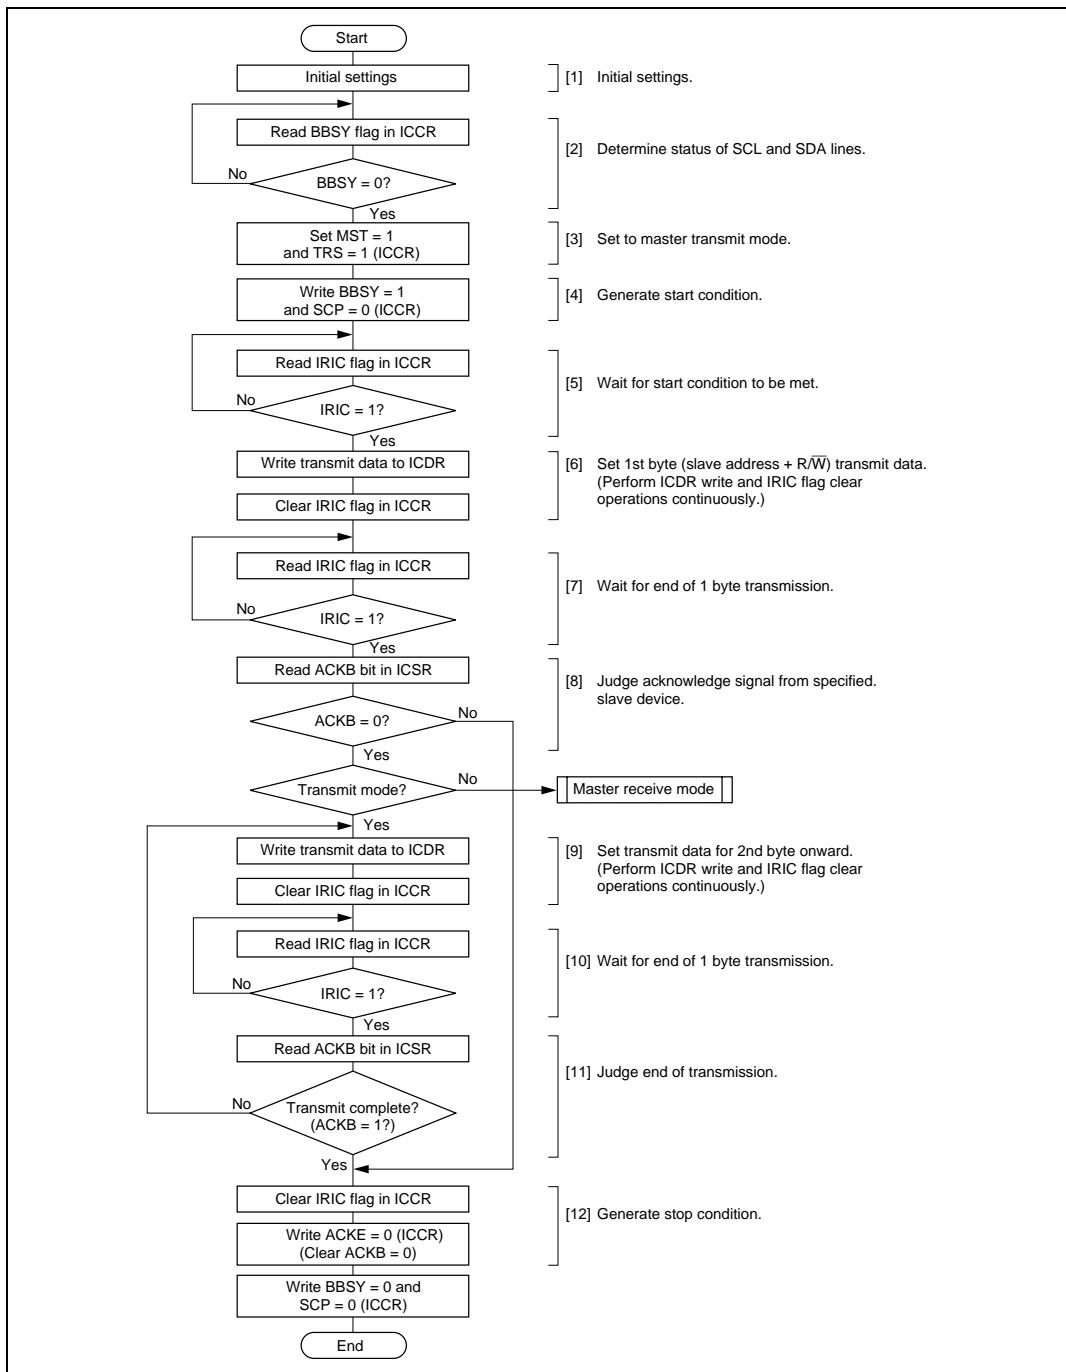 Start
Initial settings
[1] Initial settings.
Read BBSY flag in ICCR
[2] Determine status of SCL and SDA lines.
No
BBSY = 0?
Yes
Set MST = 1
and TRS = 1 (ICCR)
[3] Set to master transmit mode.
Write BBSY = 1
and SCP = 0 (ICCR)
[4] Generate start condition.
Read IRIC flag in ICCR
[5] Wait for start condition to be met.
No
IRIC = 1?
Yes
Write transmit data to ICDR
[6] Set 1st byte (slave address + R/W̅) transmit data.
(Perform ICDR write and IRIC flag clear
operations continuously.)
Clear IRIC flag in ICCR
Read IRIC flag in ICCR
[7] Wait for end of 1 byte transmission.
No
IRIC = 1?
Yes
Read ACKB bit in ICSR
[8] Judge acknowledge signal from specified.
slave device.
ACKB = 0?
No
Yes
Transmit mode?
No
Master receive mode
Yes
Write transmit data to ICDR
[9] Set transmit data for 2nd byte onward.
(Perform ICDR write and IRIC flag clear
operations continuously.)
Clear IRIC flag in ICCR
Read IRIC flag in ICCR
[10] Wait for end of 1 byte transmission.
No
IRIC = 1?
Yes
Read ACKB bit in ICSR
[11] Judge end of transmission.
No
Transmit complete?
(ACKB = 1?)
Yes
Clear IRIC flag in ICCR
[12] Generate stop condition.
Write ACKE = 0 (ICCR)
(Clear ACKB = 0)
Write BBSY = 0 and
SCP = 0 (ICCR)
End